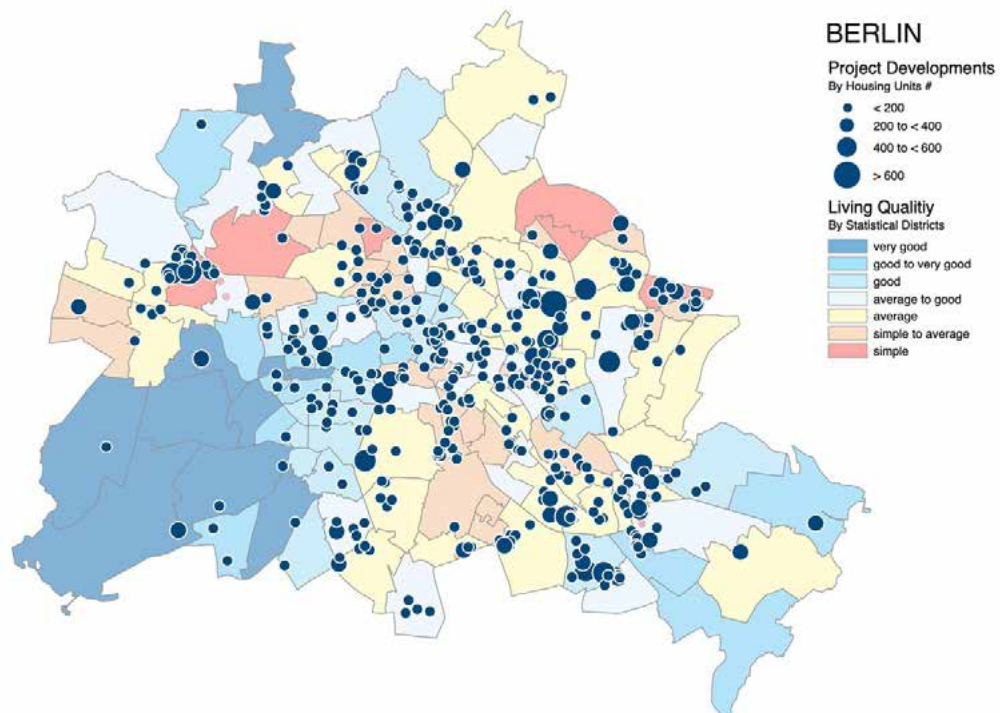 BERLIN
Project Developments
By Housing Units #
< 200
200 to < 400
400 to < 600
> 600
Living Qualitiy
By Statistical Districts
very good
good to very good
good
average to good
average
simple to average
simple